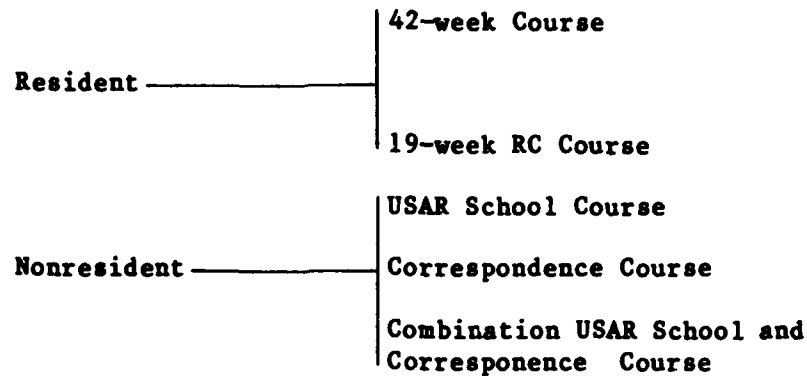 42-week Course
Resident
19-week RC Course
USAR School Course
Nonresident
Correspondence Course
Combination USAR School and
Corresponence Course